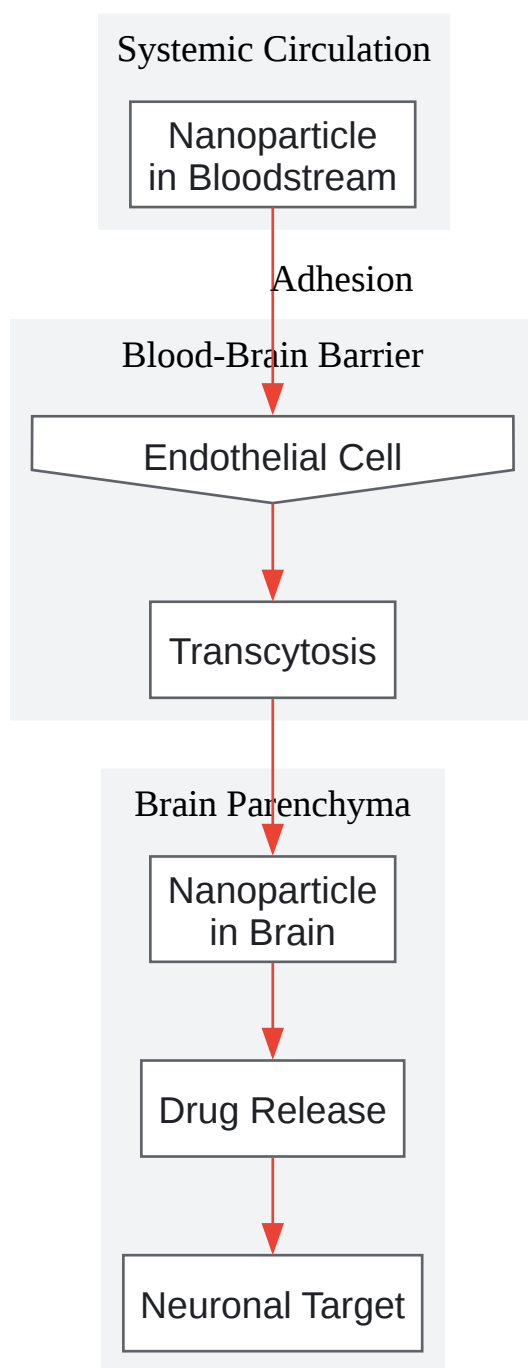 Systemic Circulation
Nanoparticle
in Bloodstream
Adhesion
Blood-Brain Barrier
Endothelial Cell
Transcytosis
Brain Parenchyma
Nanoparticle
in Brain
Drug Release
Neuronal Target